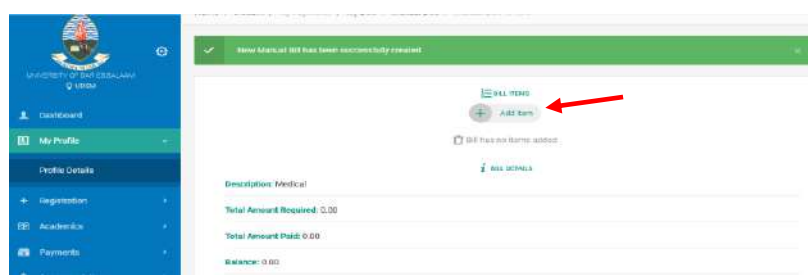 New Manual Bill has been successfully created
UNIVERSITY OF DAR ES SALAAM
UDSM
BILL ITEMS
Add Item
Dashboard
Bill has no items added
My Profile
BILL DETAILS
Profile Details
Description: Medical
Registration
Total Amount Required: 0.00
Academics
Total Amount Paid: 0.00
Payments
Balance: 0.00